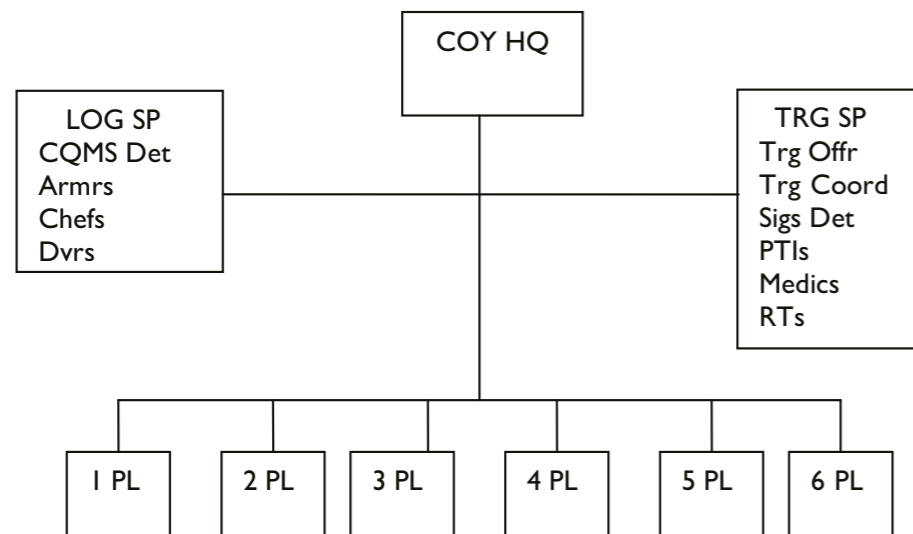 COY HQ
LOG SP
CQMS Det
Armrs
Chefs
Dvrs
TRG SP
Trg Offr
Trg Coord
Sigs Det
PTIs
Medics
RTs
1 PL
2 PL
3 PL
4 PL
5 PL
6 PL